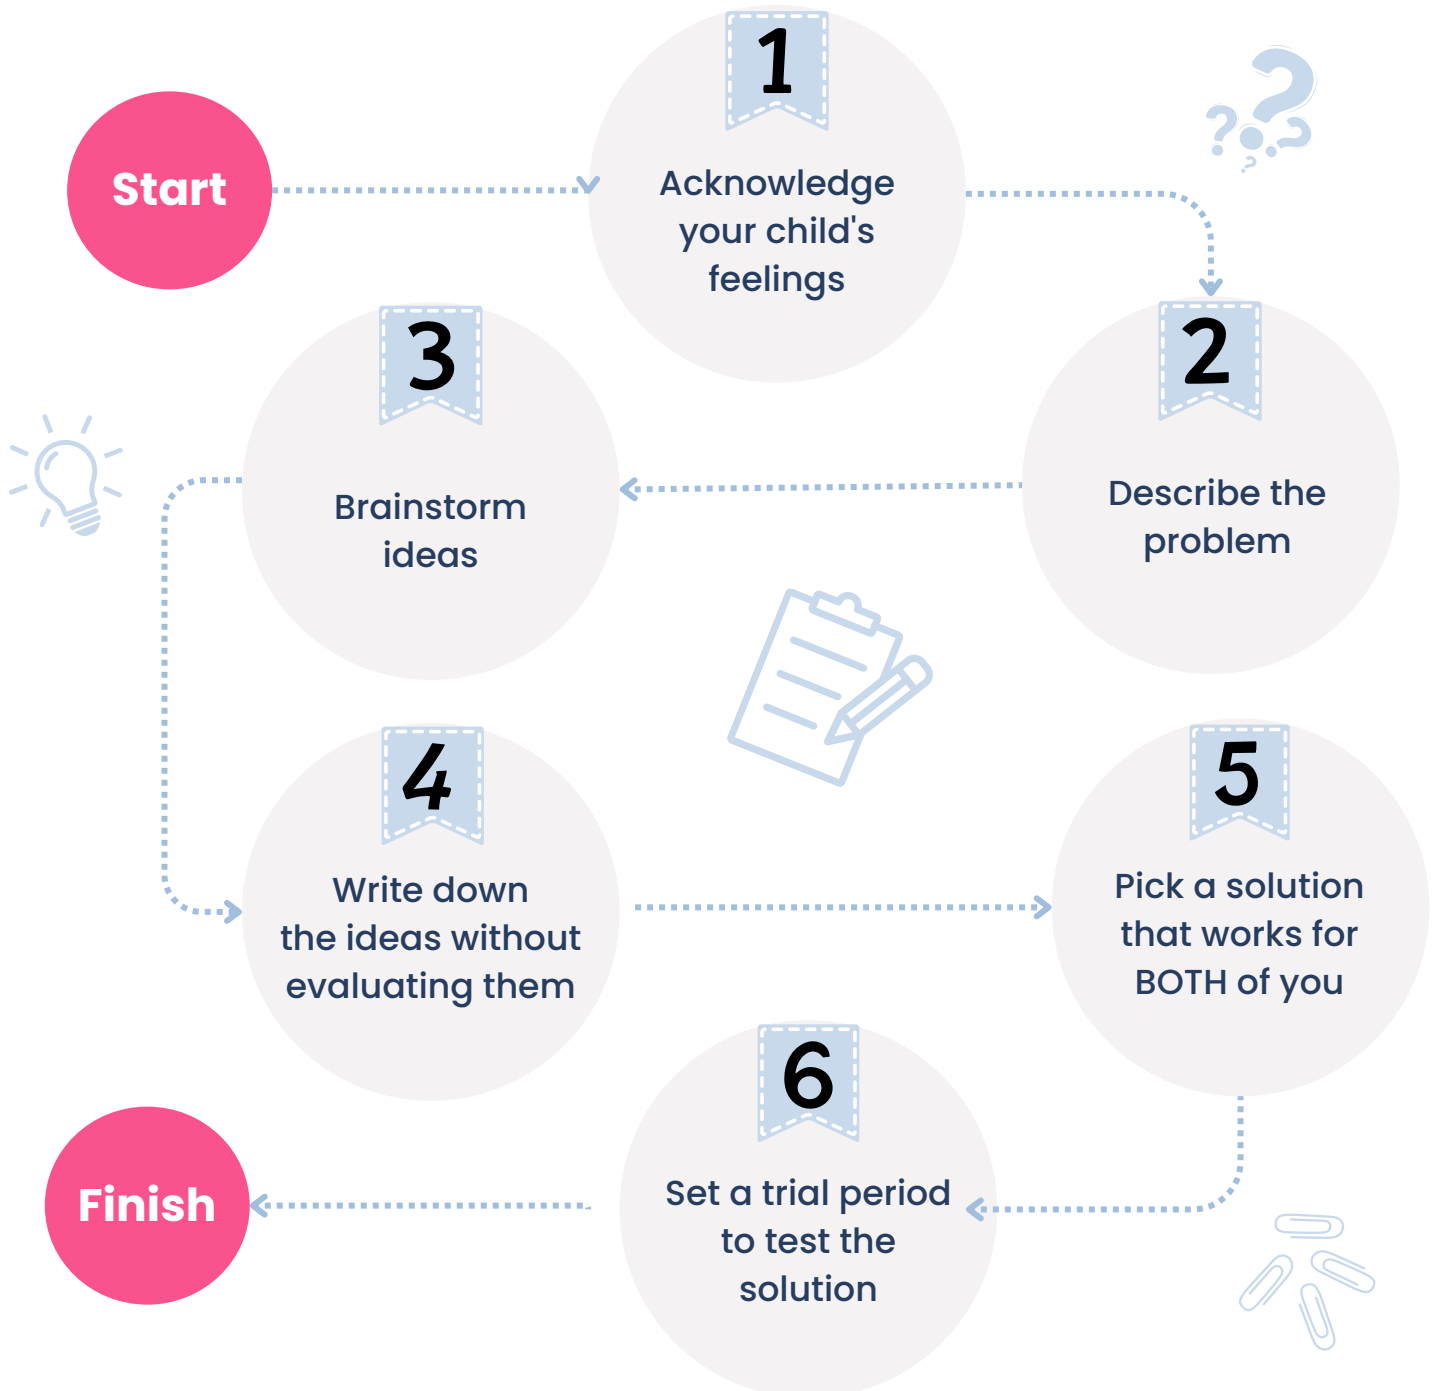 Start
1
Acknowledge
your child's
feelings
2
Describe the
problem
3
Brainstorm
ideas
4
Write down
the ideas without
evaluating them
5
Pick a solution
that works for
BOTH of you
6
Set a trial period
to test the
solution
Finish